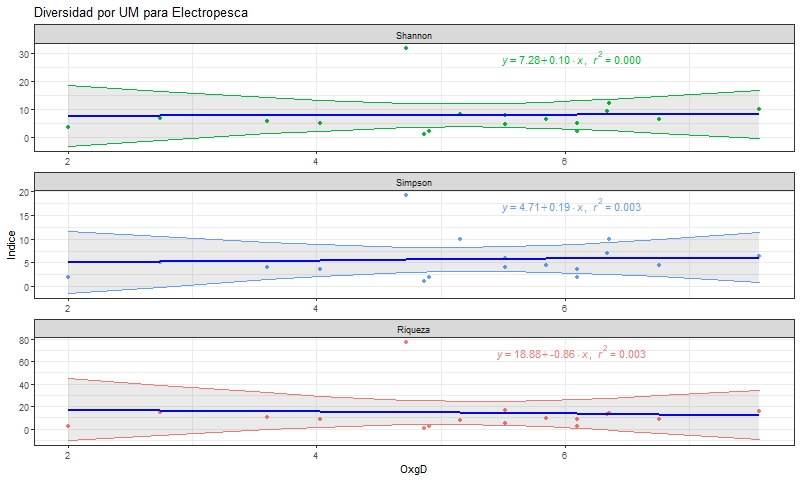 Diversidad por UM para Electropesca
Shannon
30
20
10
0
y = 7.28+0.10 · x, r² = 0.000
2 4 6
Simpson
20
15
10
5
0
y = 4.71+0.19 · x, r² = 0.003
2 4 6
Indice
Riqueza
80
60
40
20
0
y = 18.88+-0.86 · x, r² = 0.003
2 4 6
OxgD